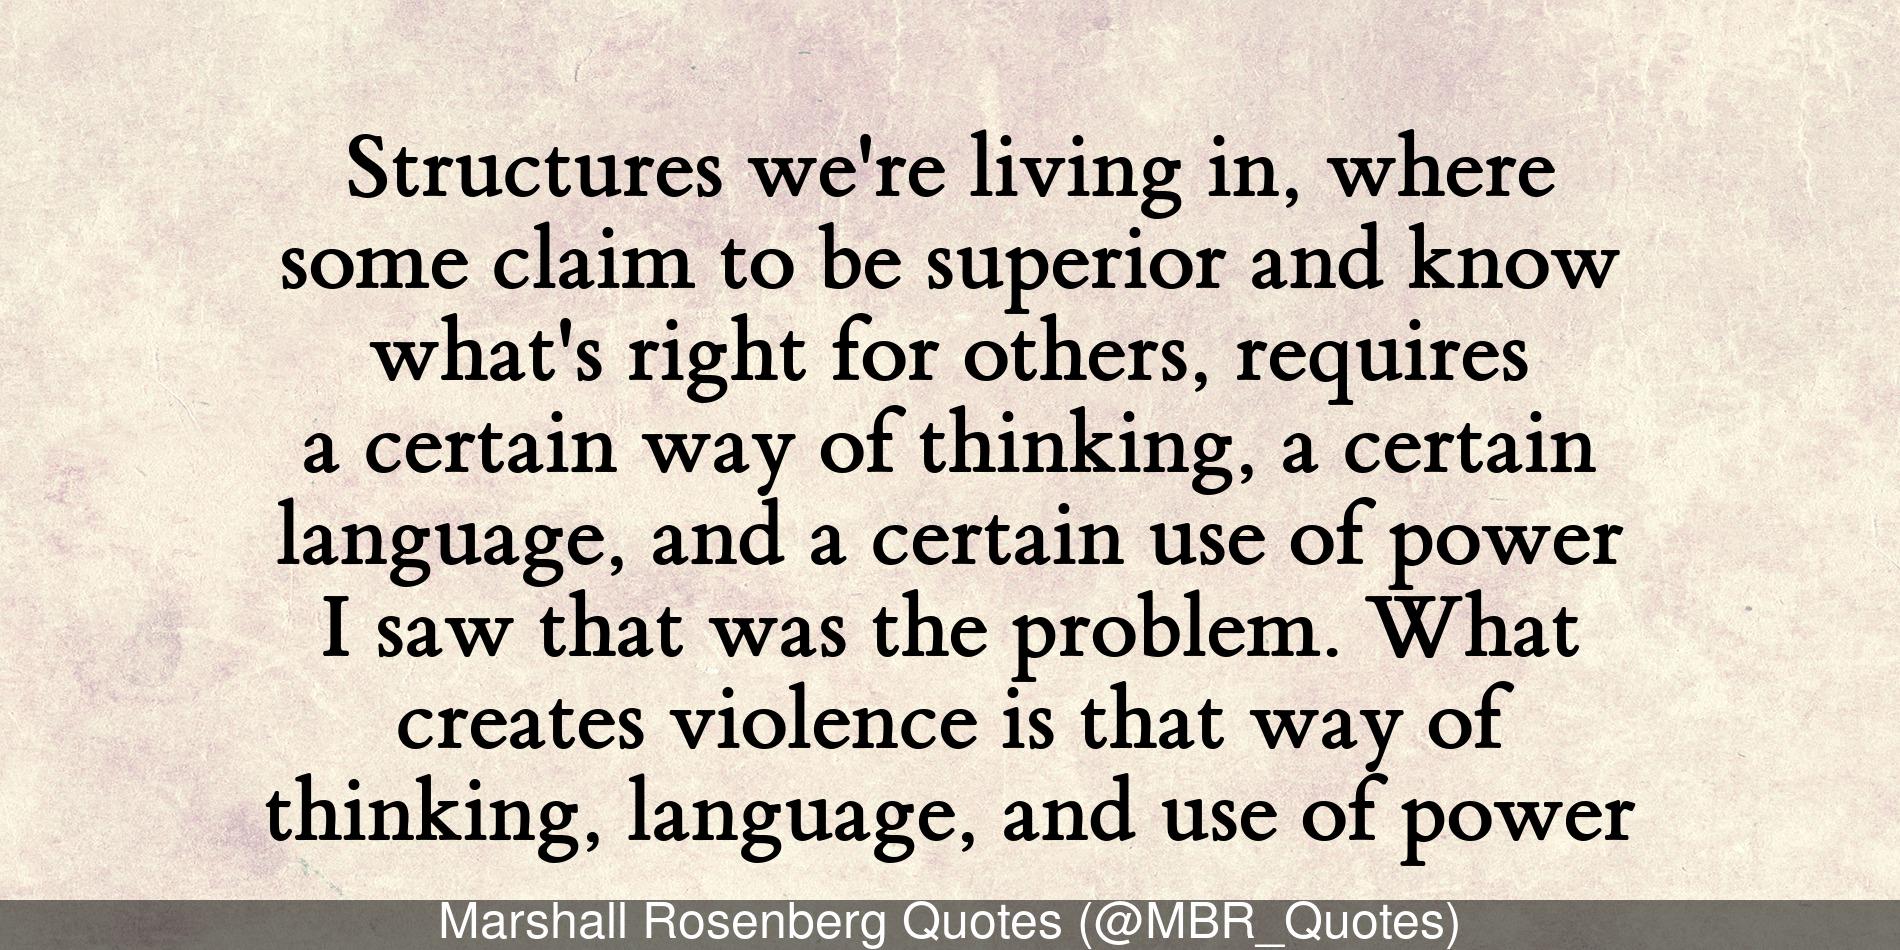 Structures we're living in, where
some claim to be superior and know
what's right for others, requires
a certain way of thinking, a certain
language, and a certain use of power
I saw that was the problem. What
creates violence is that way of
thinking, language, and use of power
Marshall Rosenberg Quotes (@MBR_Quotes)